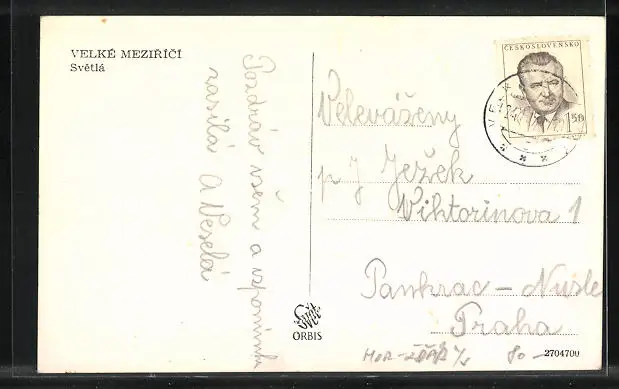 VELKÉ MEZIŘÍČÍ
Světlá
Pozdrav všem a vzpomínku
zasílá A Veselá
ČESKOSLOVENSKO
1.50
Velevážený
p J Ježek
Viktorinova 1
Pankrac - Nusle
Praha
ORBIS
80 -
2704700